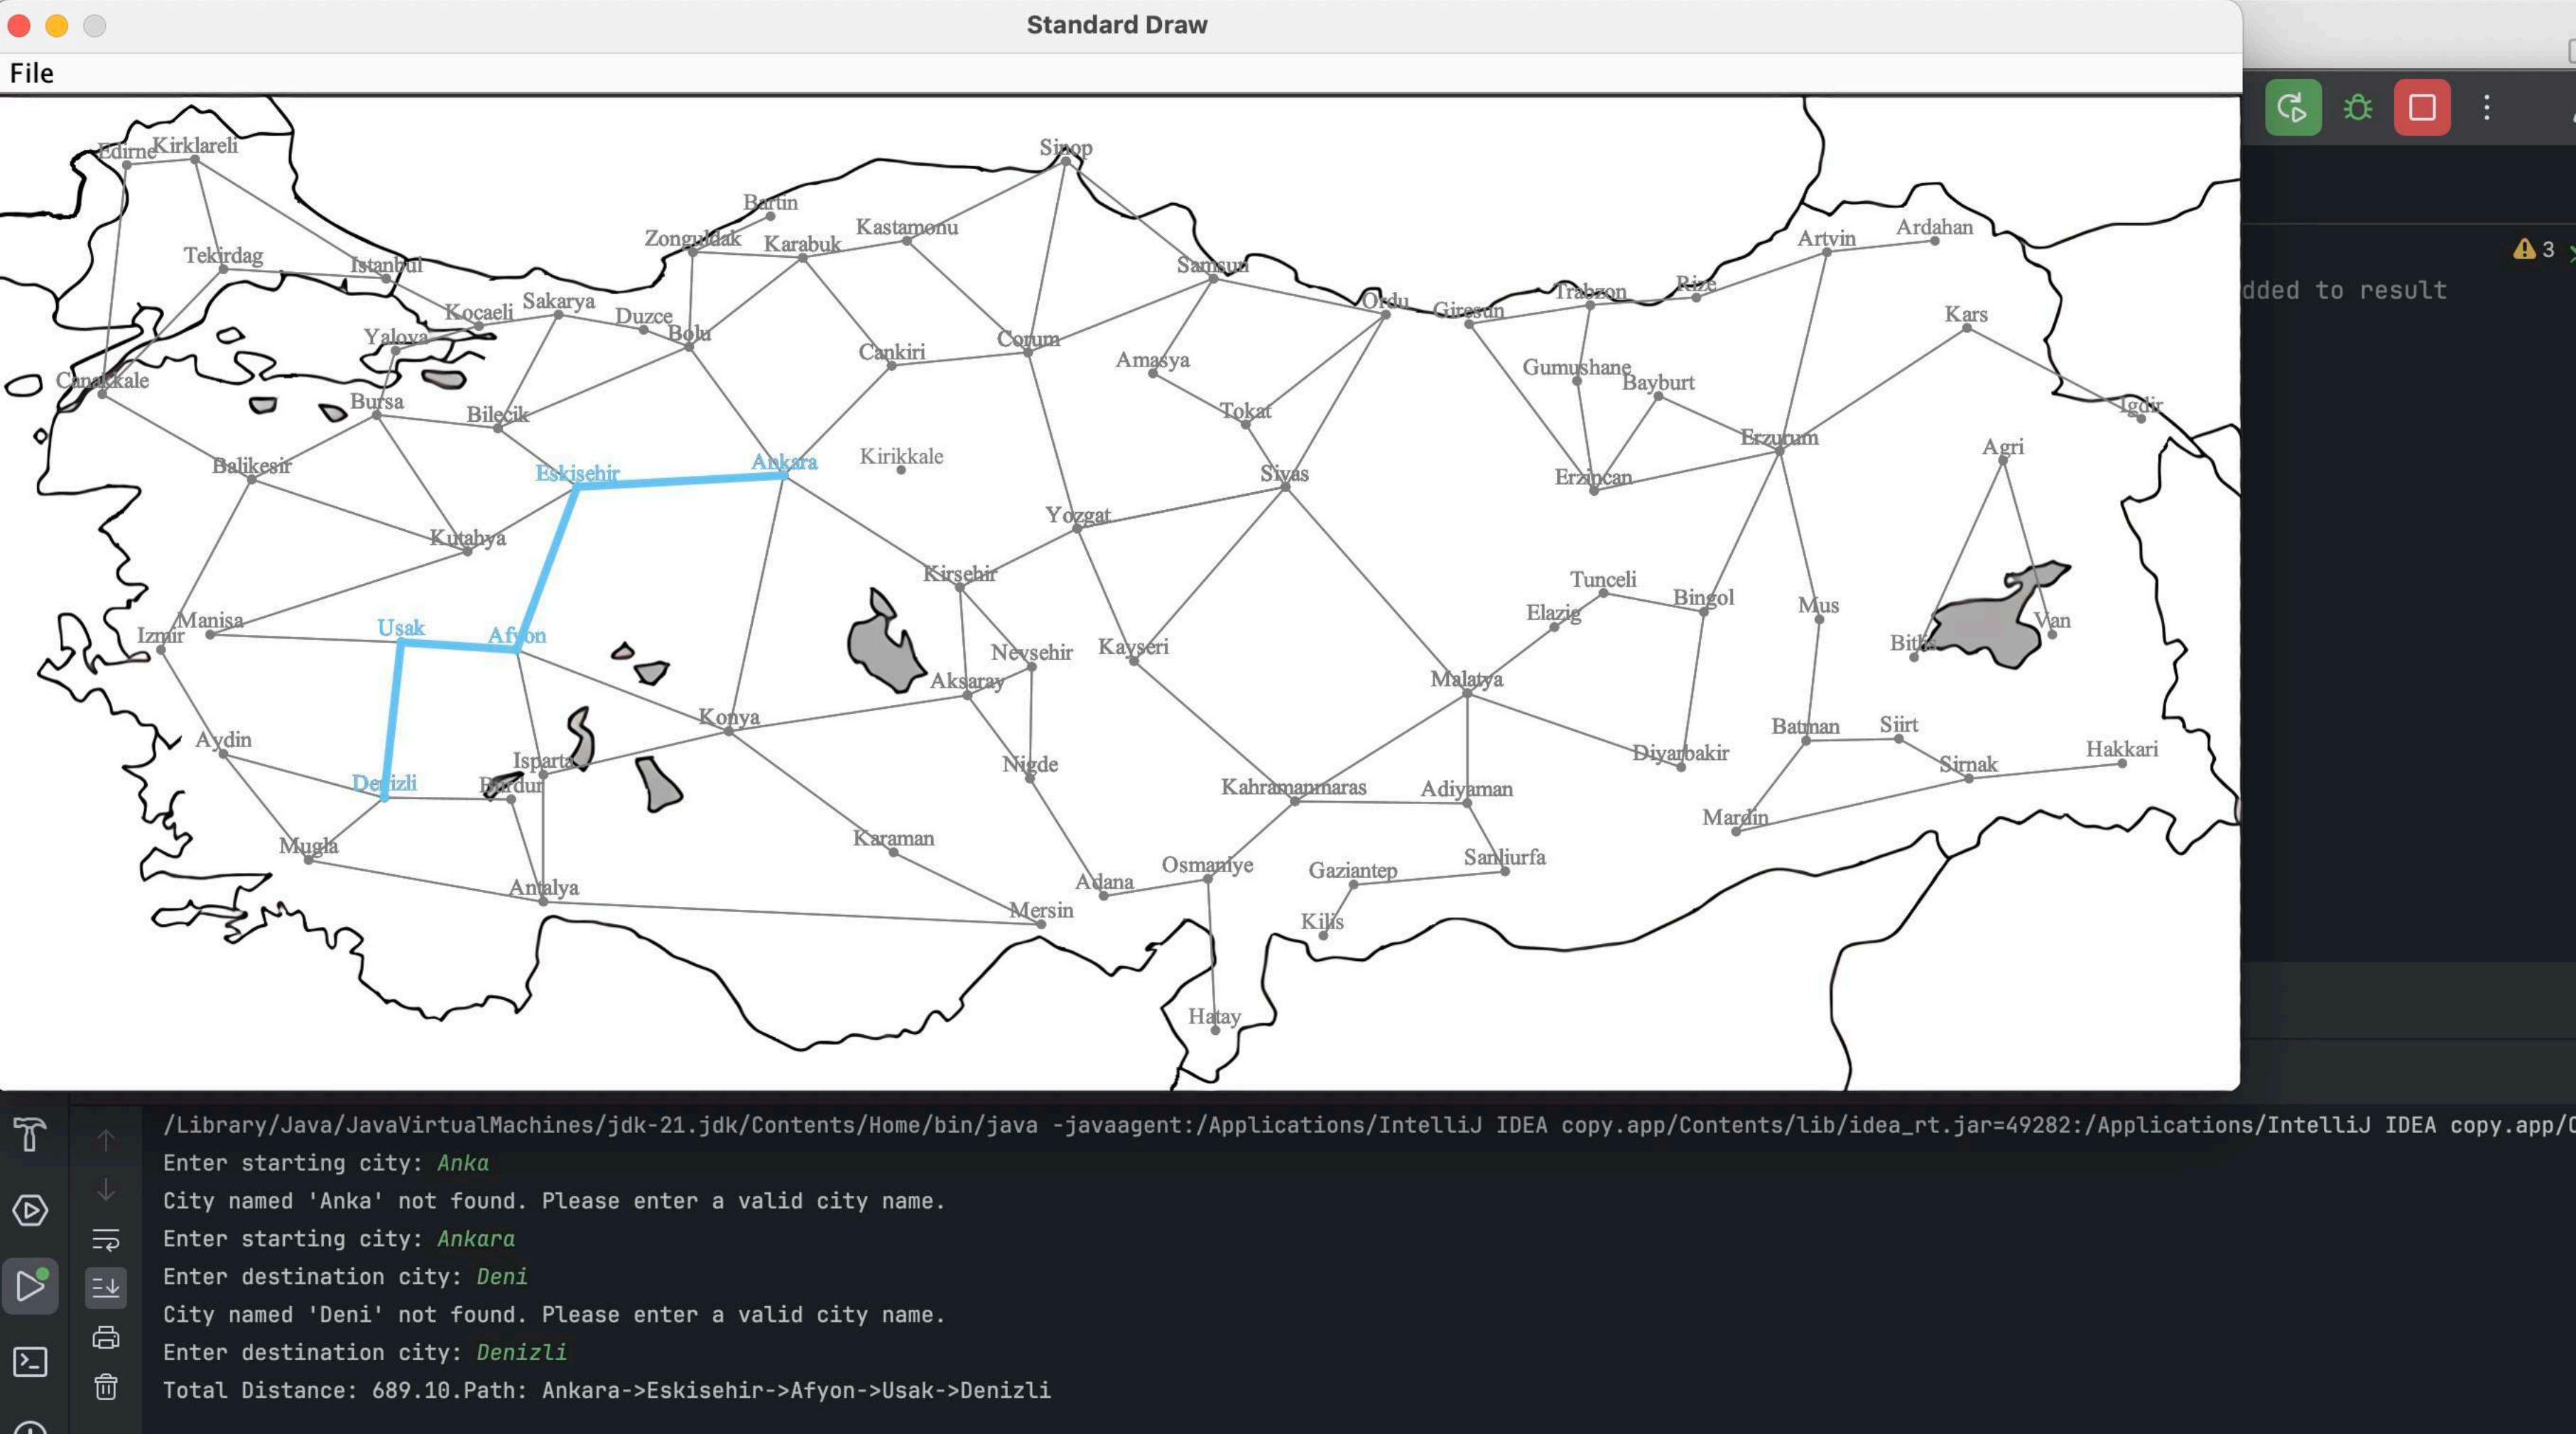 Standard Draw
File
Edirne
Kirklareli
Sinop
Bartin
Kastamonu
Ardahan
Zonguldak
Karabuk
Artvin
Tekirdag
Istanbul
Samsun
Trabzon
Rize
Kocaeli
Sakarya
Duzce
Ordu
Giresun
Kars
Yalova
Bolu
Cankiri
Corum
Amasya
Gumushane
Bayburt
Canakkale
Bursa
Bilecik
Tokat
Igdir
Erzurum
Agri
Balikesir
Eskisehir
Ankara
Kirikkale
Sivas
Erzincan
Kutahya
Yozgat
Kirsehir
Tunceli
Bingol
Elazig
Mus
Manisa
Izmir
Usak
Afyon
Nevsehir
Kayseri
Bitlis
Van
Aksaray
Malatya
Konya
Batman
Siirt
Aydin
Isparta
Nigde
Diyarbakir
Sirnak
Hakkari
Denizli
Burdur
Kahramanmaras
Adiyaman
Mardin
Mugla
Karaman
Osmaniye
Gaziantep
Sanliurfa
Antalya
Adana
Mersin
Kilis
Hatay
3
dded to result
/Library/Java/JavaVirtualMachines/jdk-21.jdk/Contents/Home/bin/java -javaagent:/Applications/IntelliJ IDEA copy.app/Contents/lib/idea_rt.jar=49282:/Applications/IntelliJ IDEA copy.app/C
Enter starting city: Anka
City named 'Anka' not found. Please enter a valid city name.
Enter starting city: Ankara
Enter destination city: Deni
City named 'Deni' not found. Please enter a valid city name.
Enter destination city: Denizli
Total Distance: 689.10.Path: Ankara->Eskisehir->Afyon->Usak->Denizli